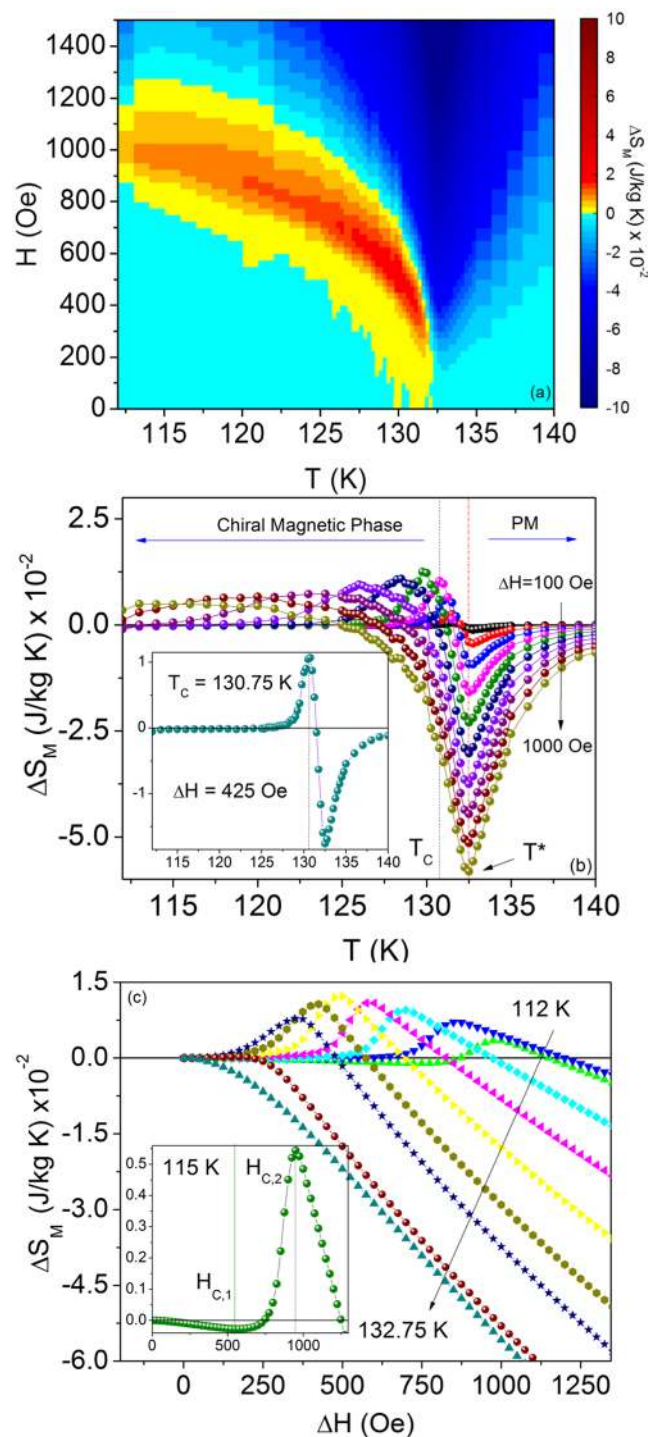 1400
1200
1000
800
600
400
200
0
H (Oe)
115 120 125 130 135 140
T (K)
(a)
10
8
6
4
2
0
-2
-4
-6
-8
-10
ΔS_M (J/kg K) x 10^-2
2.5
0.0
-2.5
-5.0
ΔS_M (J/kg K) x 10^-2
Chiral Magnetic Phase
PM
ΔH=100 Oe
1000 Oe
T_C = 130.75 K
ΔH = 425 Oe
1
0
-1
115 120 125 130 135 140
T_C
T*
(b)
115 120 125 130 135 140
T (K)
(c)
1.5
0.0
-1.5
-3.0
-4.5
-6.0
ΔS_M (J/kg K) x10^-2
112 K
132.75 K
115 K
H_C,2
H_C,1
0.5
0.4
0.3
0.2
0.1
0.0
0 500 1000
0 250 500 750 1000 1250
ΔH (Oe)